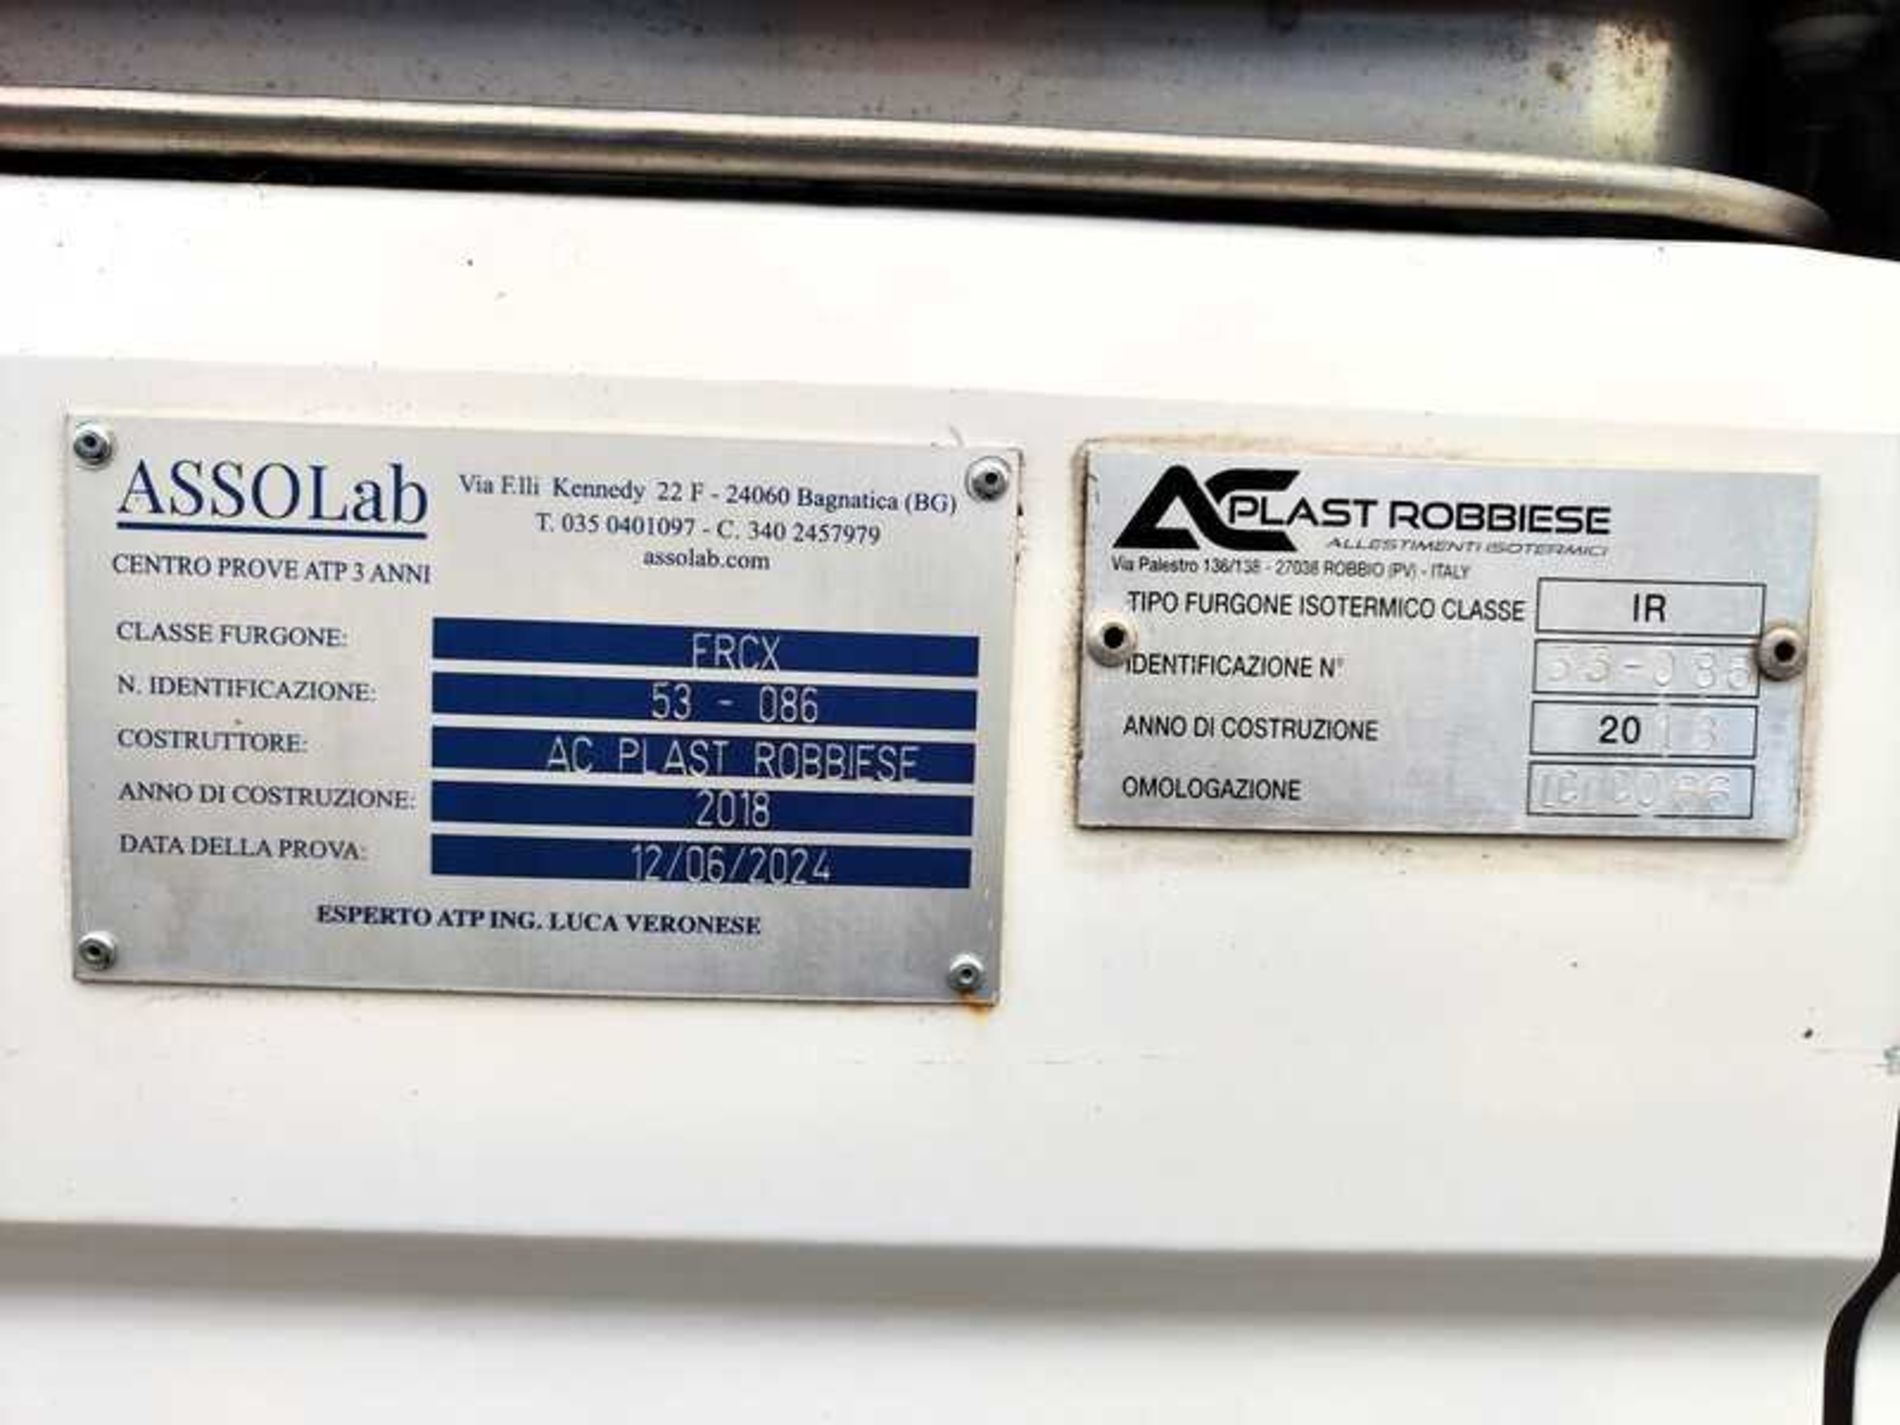 ASSOLab
Via F.lli Kennedy 22 F - 24060 Bagnatica (BG)
T. 035 0401097 - C. 340 2457979
assolab.com
CENTRO PROVE ATP 3 ANNI
CLASSE FURGONE: FRCX
N. IDENTIFICAZIONE: 53 - 086
COSTRUTTORE: AC PLAST ROBBIESE
ANNO DI COSTRUZIONE: 2018
DATA DELLA PROVA: 12/06/2024
ESPERTO ATP ING. LUCA VERONESE
AC PLAST ROBBIESE
ALLESTIMENTI ISOTERMICI
Via Palestro 136/138 - 27038 ROBBIO (PV) - ITALY
TIPO FURGONE ISOTERMICO CLASSE IR
IDENTIFICAZIONE N° 53-086
ANNO DI COSTRUZIONE 2018
OMOLOGAZIONE